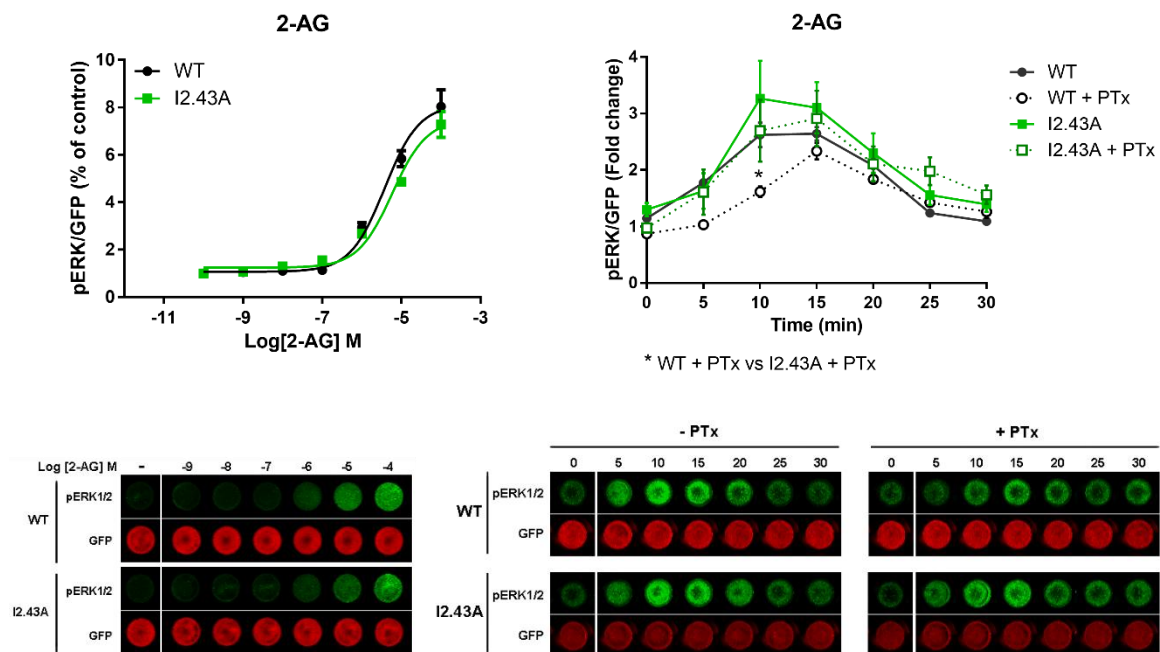 2-AG
pERK/GFP (% of control)
10
8
6
4
2
0
WT
I2.43A
-11 -9 -7 -5 -3
Log[2-AG] M
2-AG
pERK/GFP (Fold change)
4
3
2
1
0
*
0 5 10 15 20 25 30
Time (min)
WT
WT + PTx
I2.43A
I2.43A + PTx
* WT + PTx vs I2.43A + PTx
Log [2-AG] M – -9 -8 -7 -6 -5 -4
WT
pERK1/2
GFP
I2.43A
pERK1/2
GFP
- PTx
0 5 10 15 20 25 30
WT
pERK1/2
GFP
I2.43A
pERK1/2
GFP
+ PTx
0 5 10 15 20 25 30